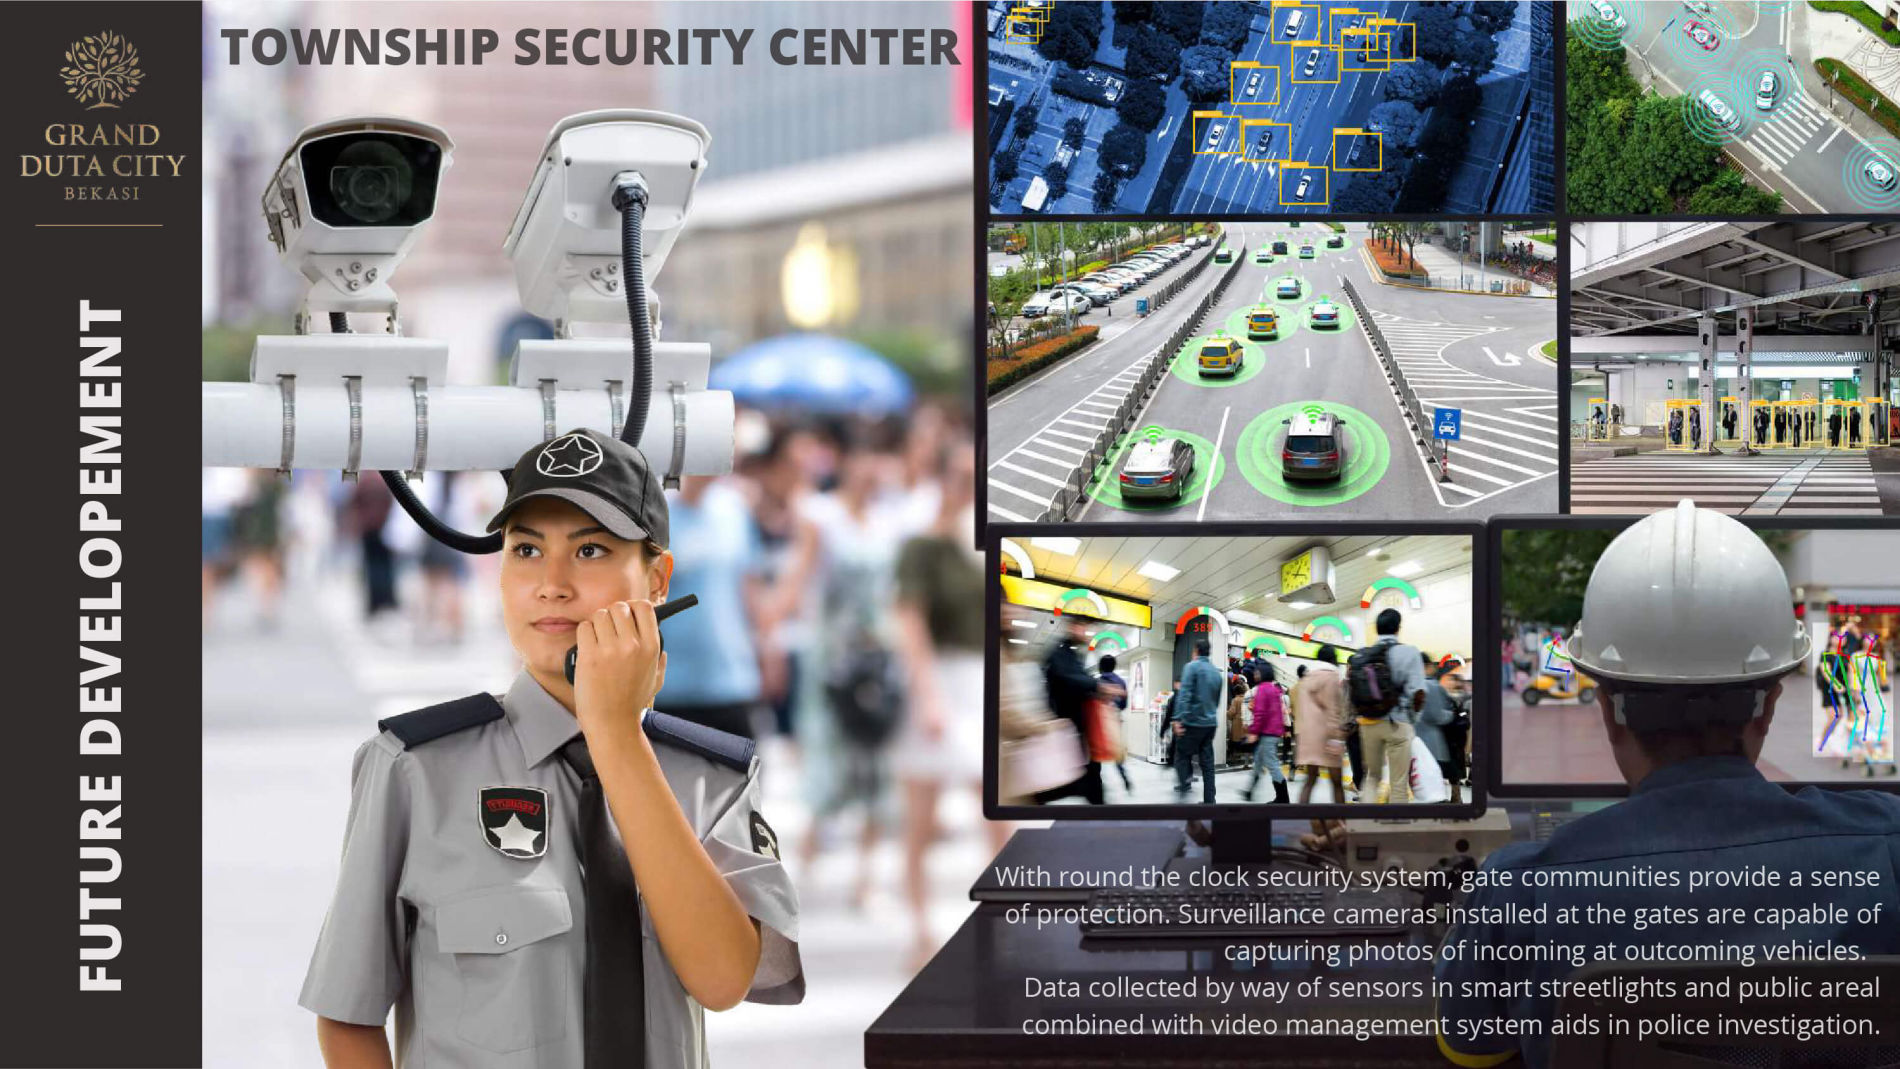 GRAND
DUTA CITY
BEKASI
FUTURE DEVELOPEMENT
TOWNSHIP SECURITY CENTER
With round the clock security system, gate communities provide a sense
of protection. Surveillance cameras installed at the gates are capable of
capturing photos of incoming at outcoming vehicles.
Data collected by way of sensors in smart streetlights and public areal
combined with video management system aids in police investigation.